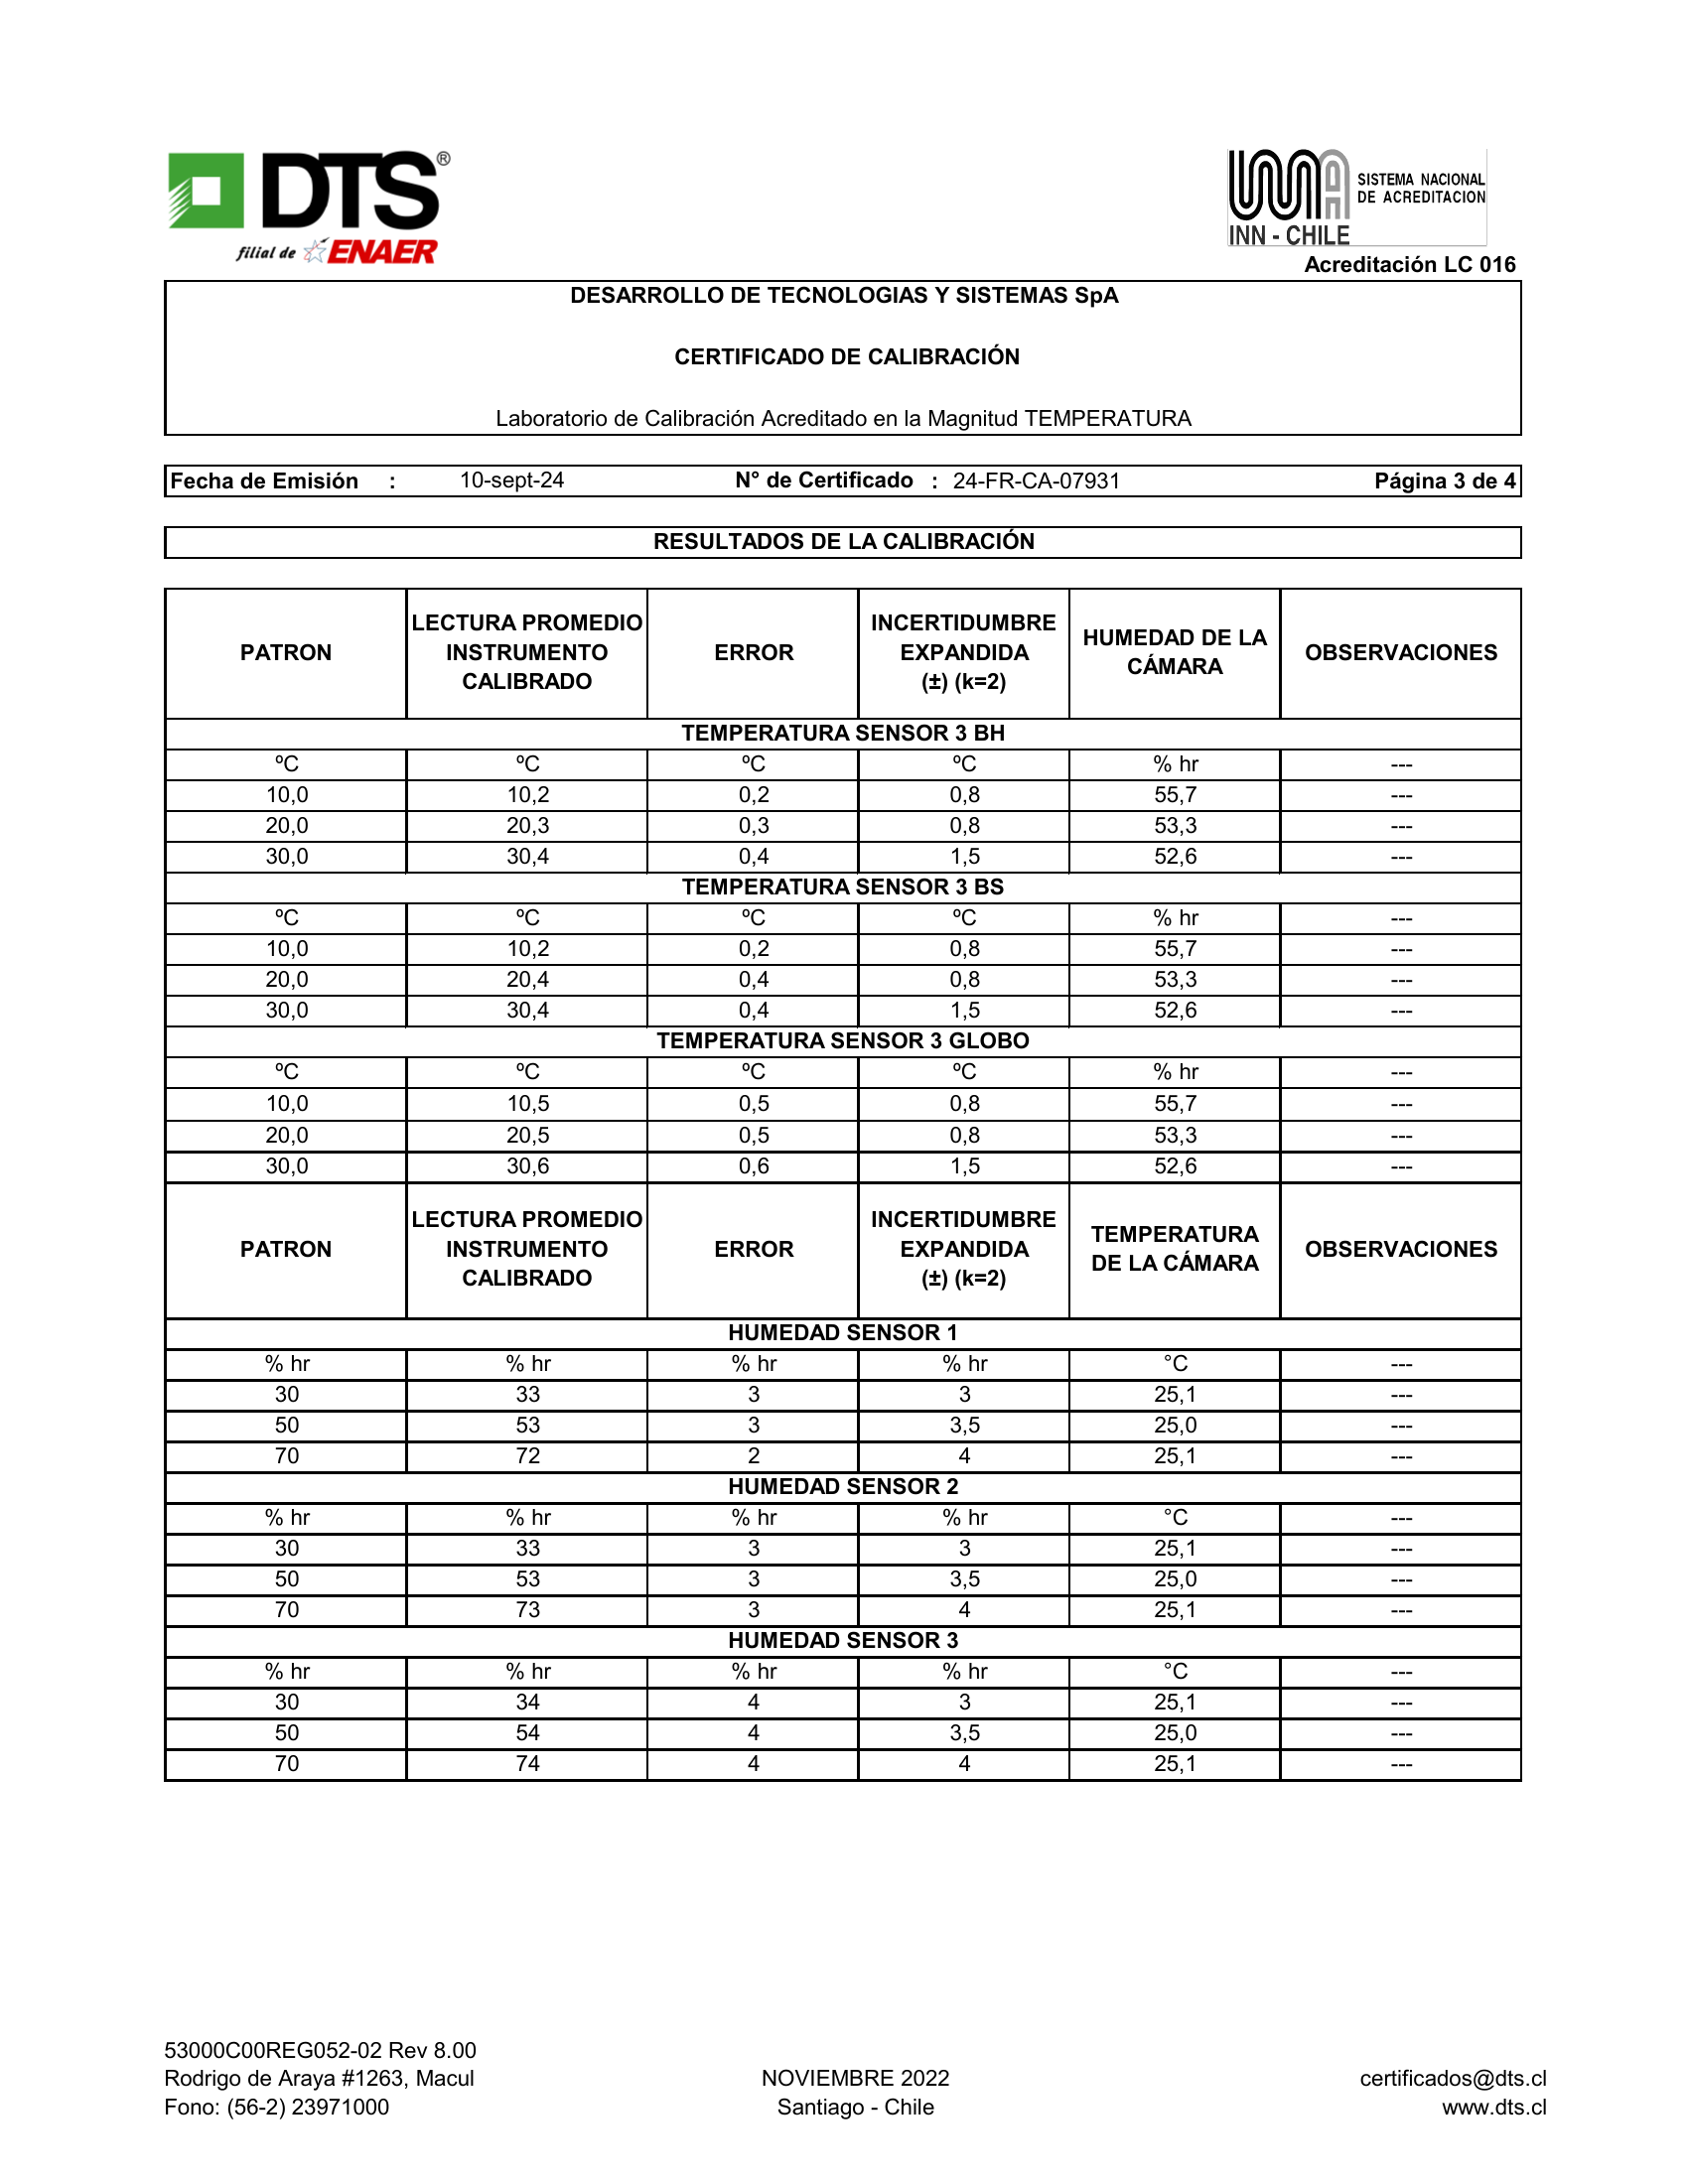 DTS®
filial de ENAER
SISTEMA NACIONAL
DE ACREDITACION
INN - CHILE
Acreditación LC 016
DESARROLLO DE TECNOLOGIAS Y SISTEMAS SpA
CERTIFICADO DE CALIBRACIÓN
Laboratorio de Calibración Acreditado en la Magnitud TEMPERATURA
Fecha de Emisión : 10-sept-24 N° de Certificado : 24-FR-CA-07931 Página 3 de 4
RESULTADOS DE LA CALIBRACIÓN
PATRON LECTURA PROMEDIO INSTRUMENTO CALIBRADO ERROR INCERTIDUMBRE EXPANDIDA (±) (k=2) HUMEDAD DE LA CÁMARA OBSERVACIONES
TEMPERATURA SENSOR 3 BH
ºC ºC ºC ºC % hr ---
10,0 10,2 0,2 0,8 55,7 ---
20,0 20,3 0,3 0,8 53,3 ---
30,0 30,4 0,4 1,5 52,6 ---
TEMPERATURA SENSOR 3 BS
ºC ºC ºC ºC % hr ---
10,0 10,2 0,2 0,8 55,7 ---
20,0 20,4 0,4 0,8 53,3 ---
30,0 30,4 0,4 1,5 52,6 ---
TEMPERATURA SENSOR 3 GLOBO
ºC ºC ºC ºC % hr ---
10,0 10,5 0,5 0,8 55,7 ---
20,0 20,5 0,5 0,8 53,3 ---
30,0 30,6 0,6 1,5 52,6 ---
PATRON LECTURA PROMEDIO INSTRUMENTO CALIBRADO ERROR INCERTIDUMBRE EXPANDIDA (±) (k=2) TEMPERATURA DE LA CÁMARA OBSERVACIONES
HUMEDAD SENSOR 1
% hr % hr % hr % hr °C ---
30 33 3 3 25,1 ---
50 53 3 3,5 25,0 ---
70 72 2 4 25,1 ---
HUMEDAD SENSOR 2
% hr % hr % hr % hr °C ---
30 33 3 3 25,1 ---
50 53 3 3,5 25,0 ---
70 73 3 4 25,1 ---
HUMEDAD SENSOR 3
% hr % hr % hr % hr °C ---
30 34 4 3 25,1 ---
50 54 4 3,5 25,0 ---
70 74 4 4 25,1 ---
53000C00REG052-02 Rev 8.00
Rodrigo de Araya #1263, Macul NOVIEMBRE 2022 certificados@dts.cl
Fono: (56-2) 23971000 Santiago - Chile www.dts.cl